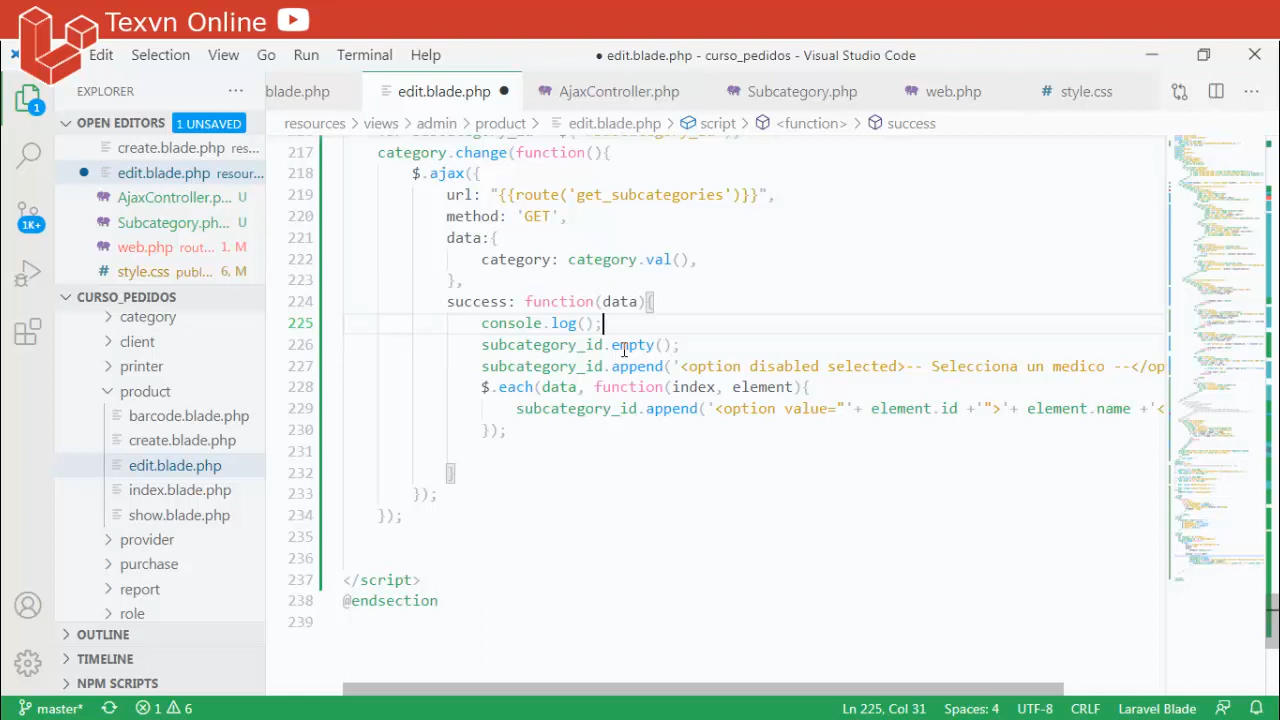 Texvn Online
Edit Selection View Go Run Terminal Help
● edit.blade.php - curso_pedidos - Visual Studio Code
EXPLORER
blade.php edit.blade.php AjaxController.php Subcategory.php web.php style.css
OPEN EDITORS 1 UNSAVED
resources > views > admin > product > edit.blade.php > script > <function> > success
create.blade.php res...
edit.blade.php resour...
AjaxController.p... U
Subcategory.ph... U
web.php rout... 1, M
style.css publ... 6, M
CURSO_PEDIDOS
category
client
printer
product
barcode.blade.php
create.blade.php
edit.blade.php
index.blade.php
show.blade.php
provider
purchase
report
role
OUTLINE
TIMELINE
NPM SCRIPTS
217 category.change(function(){
218 $.ajax({
219 url: "{{route('get_subcategories')}}",
220 method: 'GET',
221 data:{
222 category: category.val(),
223 },
224 success: function(data){
225 console.log();
226 subcategory_id.empty();
227 subcategory_id.append('<option disabled selected>-- Selecciona un medico --</op
228 $.each(data, function(index, element){
229 subcategory_id.append('<option value="'+ element.id +'">'+ element.name +'<
230 });
231
232 }
233 });
234 });
235
236
237 </script>
238 @endsection
239
1
1K+
master* 1 6 Ln 225, Col 31 Spaces: 4 UTF-8 CRLF Laravel Blade